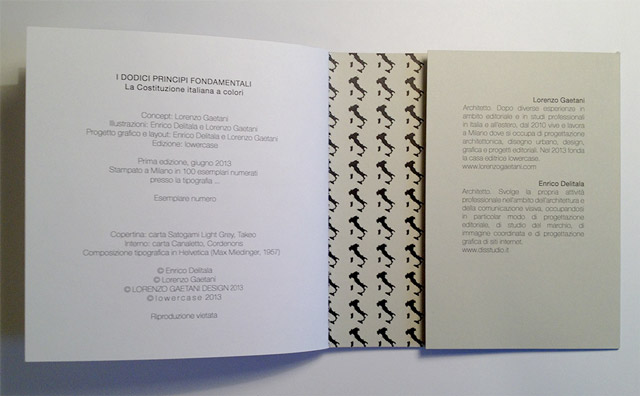 I DODICI PRINCIPI FONDAMENTALI
La Costituzione italiana a colori
Concept: Lorenzo Gaetani
Illustrazioni: Enrico Delitala e Lorenzo Gaetani
Progetto grafico e layout: Enrico Delitala e Lorenzo Gaetani
Edizione: lowercase
Prima edizione, giugno 2013
Stampato a Milano in 100 esemplari numerati
presso la tipografia ...
Esemplare numero
Copertina: carta Satogami Light Grey, Takeo
Interno: carta Canaletto, Cordenons
Composizione tipografica in Helvetica (Max Miedinger, 1957)
© Enrico Delitala
© Lorenzo Gaetani
© LORENZO GAETANI DESIGN 2013
© lowercase 2013
Riproduzione vietata
Lorenzo Gaetani
Architetto. Dopo diverse esperienze in
ambito editoriale e in studi professionali
in Italia e all'estero, dal 2010 vive e lavora
a Milano dove si occupa di progettazione
architettonica, disegno urbano, design,
grafica e progetti editoriali. Nel 2013 fonda
la casa editrice lowercase.
www.lorenzogaetani.com
Enrico Delitala
Architetto. Svolge la propria attività
professionale nell'ambito dell'architettura e
della comunicazione visiva, occupandosi
in particolar modo di progettazione
editoriale, di studio del marchio, di
immagine coordinata e di progettazione
grafica di siti internet.
www.disstudio.it